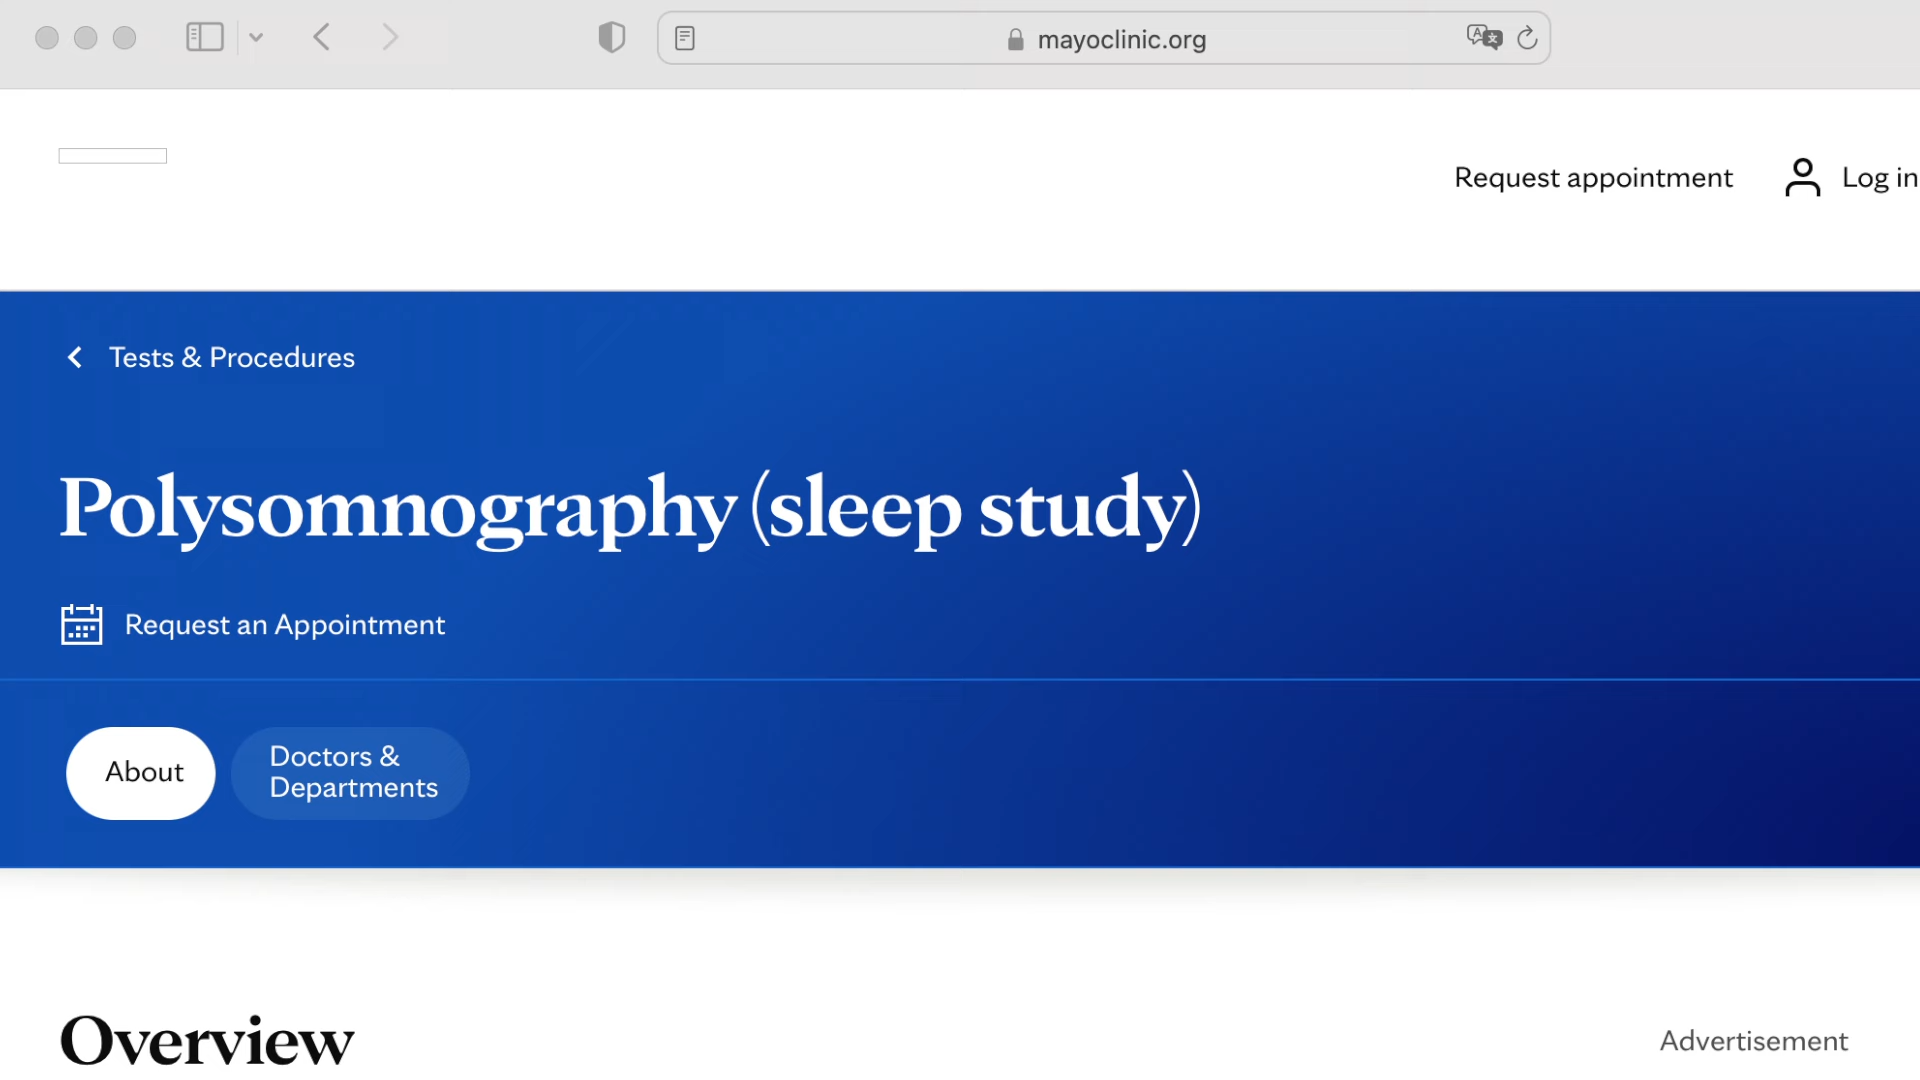 mayoclinic.org
Request appointment
Log in
Tests & Procedures
Polysomnography (sleep study)
Request an Appointment
About
Doctors &
Departments
Overview
Advertisement